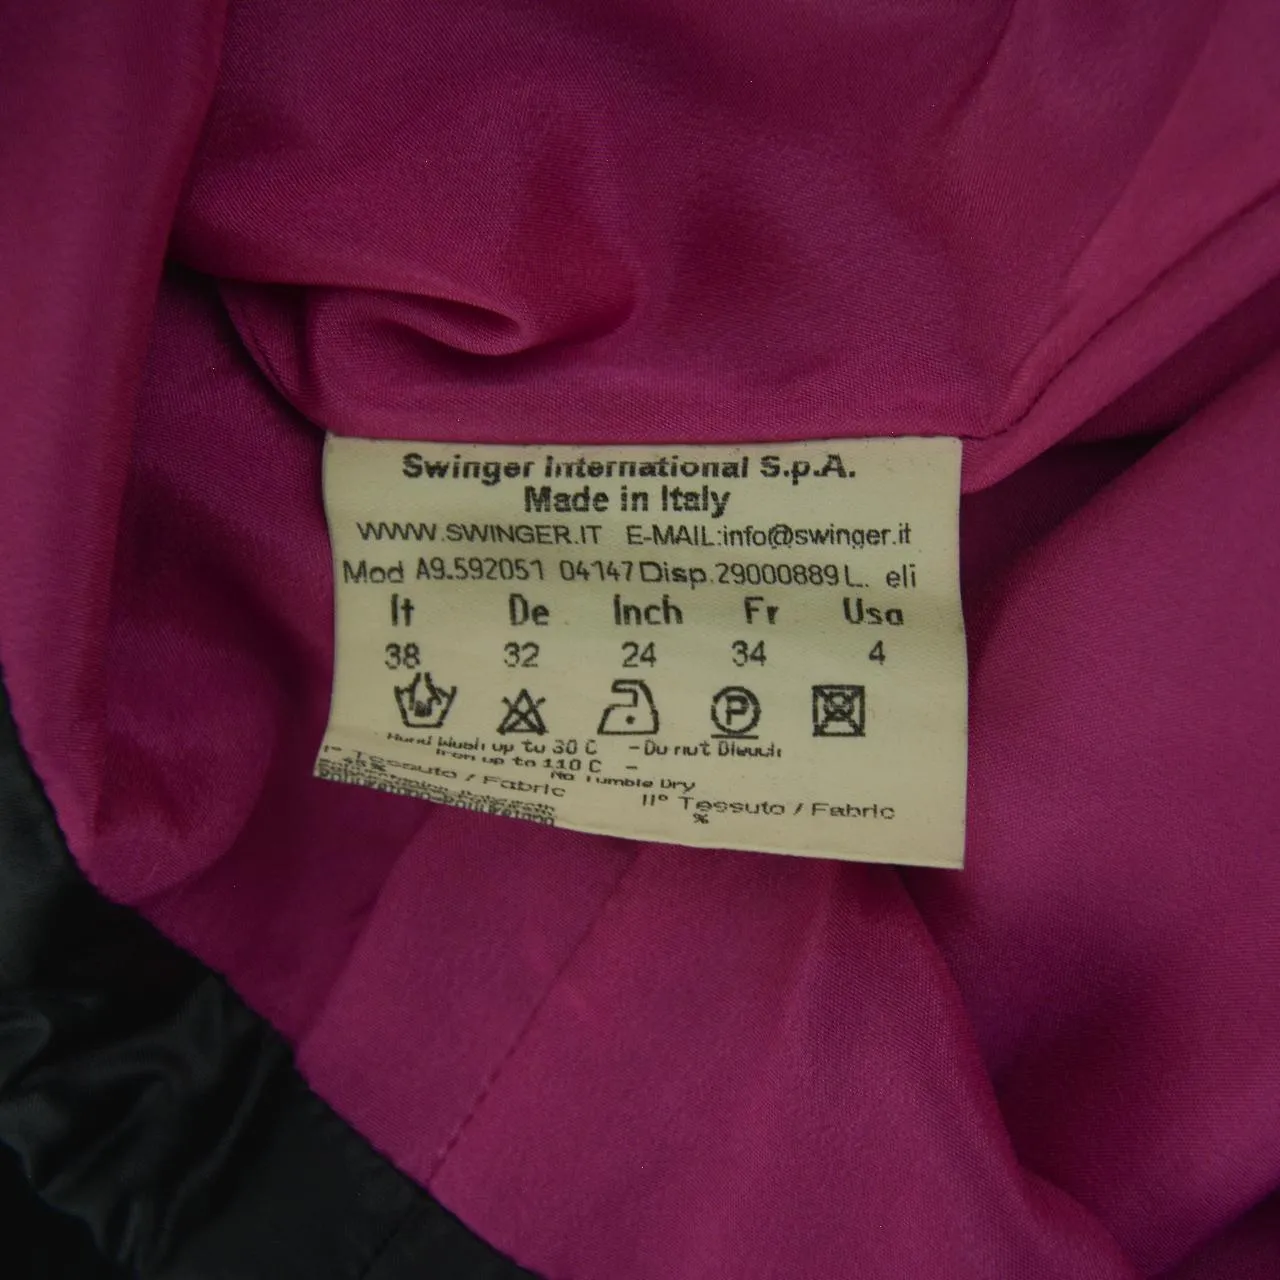 Swinger International S.p.A.
Made in Italy
WWW.SWINGER.IT E-MAIL:info@swinger.it
Mod A9.592051 04147 Disp.29000889 L. eli
It De Inch Fr Usa
38 32 24 34 4
P
Hand Wash up to 30 C - Do not Bleach
Iron up to 110 C -
No Tumble Dry
I° Tessuto / Fabric
II° Tessuto / Fabric
%